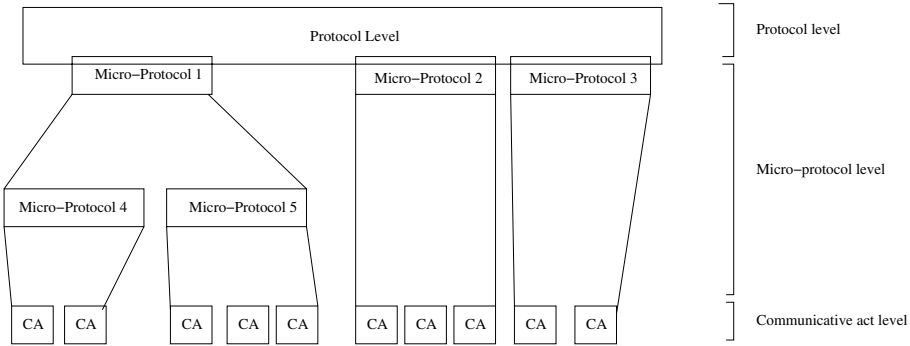 Protocol Level
Protocol level
Micro−Protocol 1
Micro−Protocol 2
Micro−Protocol 3
Micro−protocol level
Micro−Protocol 4
Micro−Protocol 5
CA
CA
CA
CA
CA
CA
CA
CA
CA
CA
Communicative act level